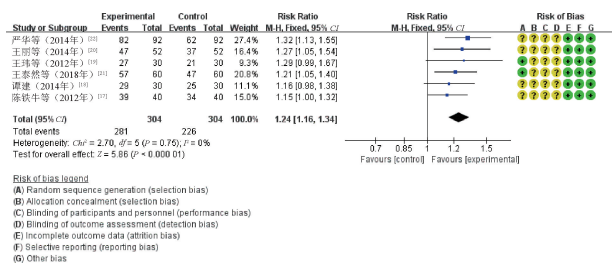 Experimental Control Risk Ratio Risk Ratio Risk of Bias
Study or Subgroup Events Total Events Total Weight M-H, Fixed, 95% CI M-H, Fixed, 95% CI A B C D E F G
严华等（2014年）[22] 82 92 62 92 27.4% 1.32 [1.13, 1.55] ? ? ? ? + + +
王丽等（2014年）[20] 47 52 37 52 16.4% 1.27 [1.05, 1.54] ? ? ? ? + + +
王玮等（2012年）[19] 27 30 21 30 9.3% 1.29 [0.99, 1.67]
王泰然等（2018年）[21] 57 60 47 60 20.8% 1.21 [1.05, 1.40]
谭建（2014年）[18] 29 30 25 30 11.1% 1.16 [0.98, 1.38]
陈铁牛等（2012年）[17] 39 40 34 40 15.0% 1.15 [1.00, 1.32]
Total (95% CI) 304 304 100.0% 1.24 [1.16, 1.34]
Total events 281 226
Heterogeneity: Chi² = 2.70, df = 5 (P = 0.75); I² = 0%
Test for overall effect: Z = 5.86 (P < 0.000 01)
0.7 0.85 1 1.2 1.5
Favours [control] Favours [experimental]
Risk of bias legend
(A) Random sequence generation (selection bias)
(B) Allocation concealment (selection bias)
(C) Blinding of participants and personnel (performance bias)
(D) Blinding of outcome assessment (detection bias)
(E) Incomplete outcome data (attrition bias)
(F) Selective reporting (reporting bias)
(G) Other bias